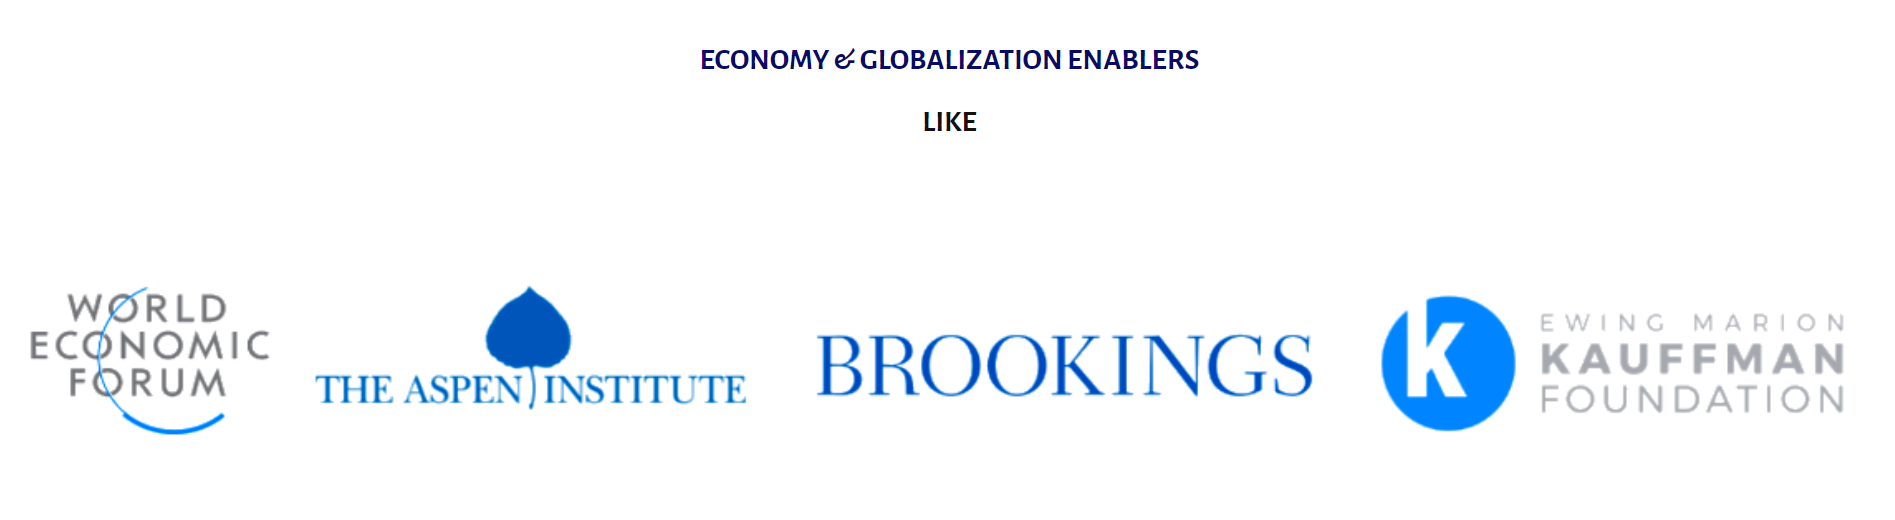 ECONOMY & GLOBALIZATION ENABLERS
LIKE
WORLD
ECONOMIC
FORUM
THE ASPEN INSTITUTE
BROOKINGS
K
EWING MARION
KAUFFMAN
FOUNDATION